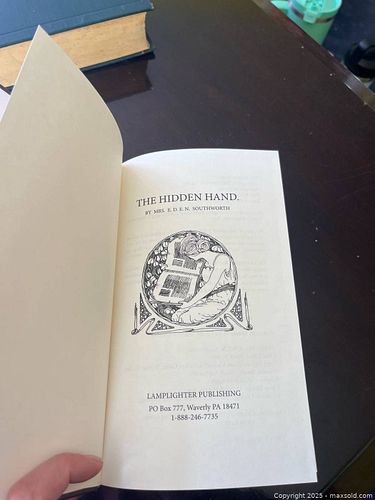 THE HIDDEN HAND.
BY MRS. E. D. E. N. SOUTHWORTH
LAMPLIGHTER PUBLISHING
PO Box 777, Waverly PA 18471
1-888-246-7735
Copyright 2025 - maxsold.com